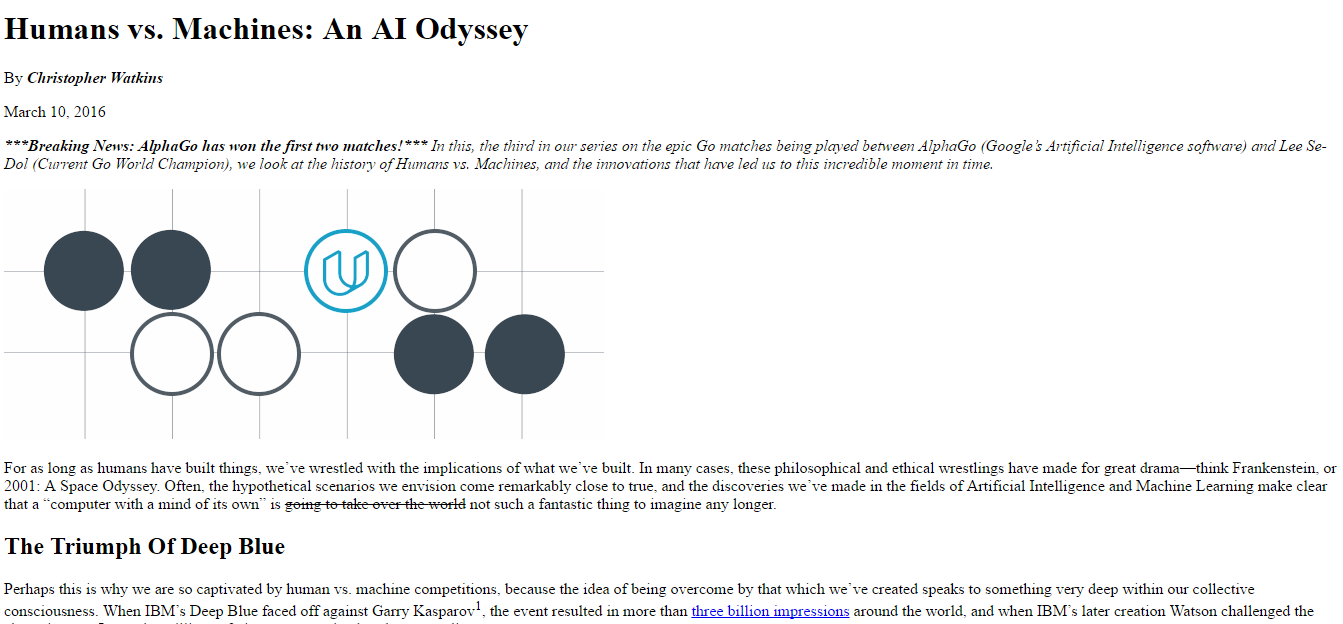 Humans vs. Machines: An AI Odyssey
By Christopher Watkins
March 10, 2016
***Breaking News: AlphaGo has won the first two matches!*** In this, the third in our series on the epic Go matches being played between AlphaGo (Google's Artificial Intelligence software) and Lee Se-
Dol (Current Go World Champion), we look at the history of Humans vs. Machines, and the innovations that have led us to this incredible moment in time.
For as long as humans have built things, we've wrestled with the implications of what we've built. In many cases, these philosophical and ethical wrestlings have made for great drama—think Frankenstein, or
2001: A Space Odyssey. Often, the hypothetical scenarios we envision come remarkably close to true, and the discoveries we've made in the fields of Artificial Intelligence and Machine Learning make clear
that a “computer with a mind of its own” is going to take over the world not such a fantastic thing to imagine any longer.
The Triumph Of Deep Blue
Perhaps this is why we are so captivated by human vs. machine competitions, because the idea of being overcome by that which we've created speaks to something very deep within our collective
consciousness. When IBM's Deep Blue faced off against Garry Kasparov1, the event resulted in more than three billion impressions around the world, and when IBM's later creation Watson challenged the